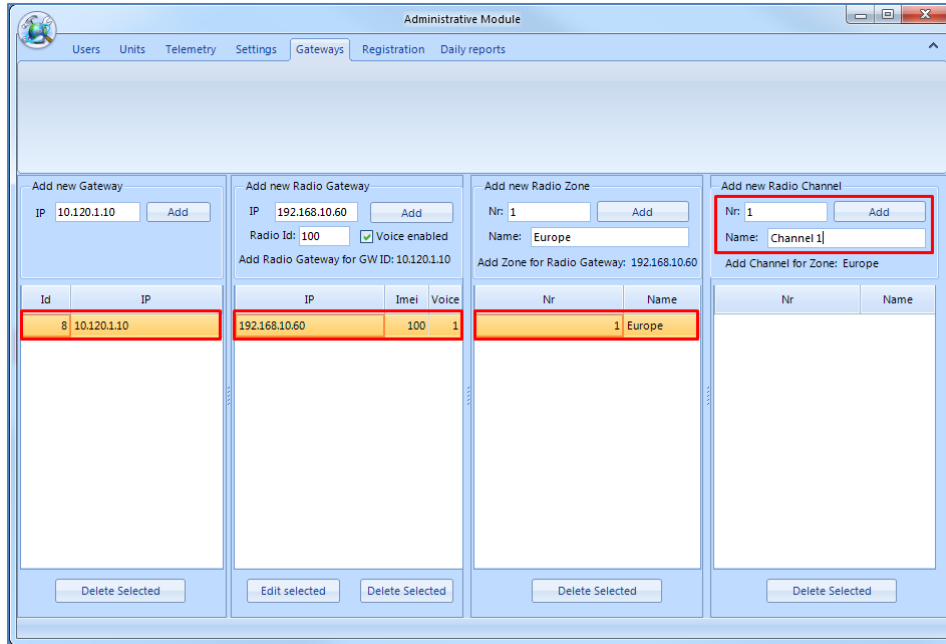 Administrative Module
Users Units Telemetry Settings Gateways Registration Daily reports
Add new Gateway
IP 10.120.1.10 Add
Id IP
8 10.120.1.10
Delete Selected
Add new Radio Gateway
IP 192.168.10.60 Add
Radio Id: 100 Voice enabled
Add Radio Gateway for GW ID: 10.120.1.10
IP Imei Voice
192.168.10.60 100 1
Edit selected Delete Selected
Add new Radio Zone
Nr: 1 Add
Name: Europe
Add Zone for Radio Gateway: 192.168.10.60
Nr Name
1 Europe
Delete Selected
Add new Radio Channel
Nr: 1 Add
Name: Channel 1
Add Channel for Zone: Europe
Nr Name
Delete Selected